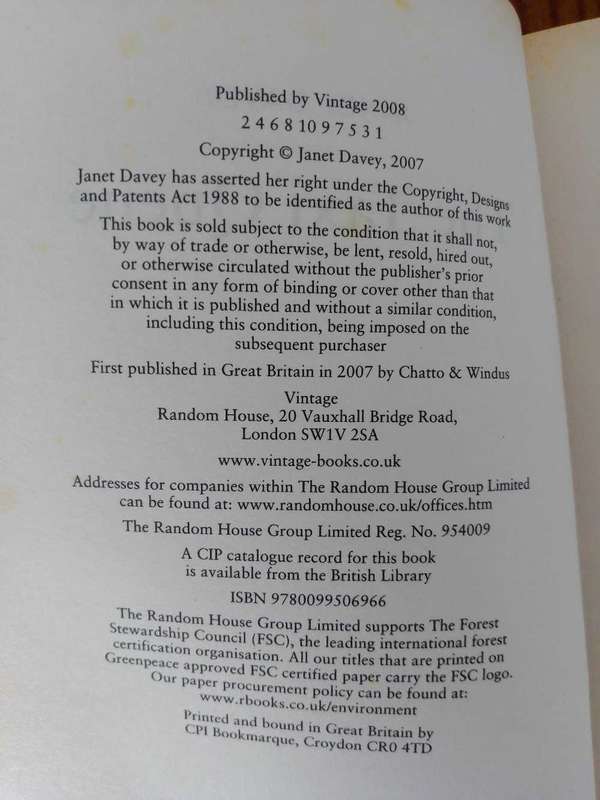 Published by Vintage 2008
2 4 6 8 10 9 7 5 3 1
Copyright © Janet Davey, 2007
Janet Davey has asserted her right under the Copyright, Designs
and Patents Act 1988 to be identified as the author of this work
This book is sold subject to the condition that it shall not,
by way of trade or otherwise, be lent, resold, hired out,
or otherwise circulated without the publisher's prior
consent in any form of binding or cover other than that
in which it is published and without a similar condition,
including this condition, being imposed on the
subsequent purchaser
First published in Great Britain in 2007 by Chatto & Windus
Vintage
Random House, 20 Vauxhall Bridge Road,
London SW1V 2SA
www.vintage-books.co.uk
Addresses for companies within The Random House Group Limited
can be found at: www.randomhouse.co.uk/offices.htm
The Random House Group Limited Reg. No. 954009
A CIP catalogue record for this book
is available from the British Library
ISBN 9780099506966
The Random House Group Limited supports The Forest
Stewardship Council (FSC), the leading international forest
certification organisation. All our titles that are printed on
Greenpeace approved FSC certified paper carry the FSC logo.
Our paper procurement policy can be found at:
www.rbooks.co.uk/environment
Printed and bound in Great Britain by
CPI Bookmarque, Croydon CR0 4TD